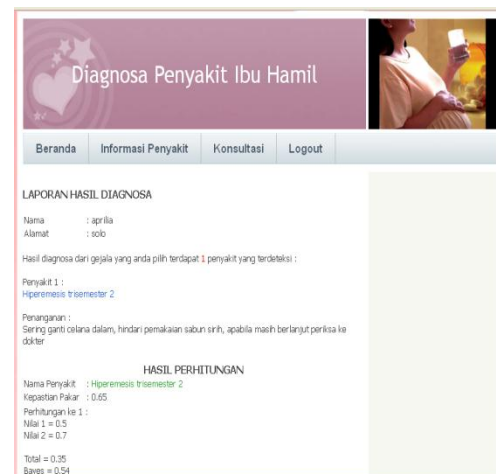 Diagnosa Penyakit Ibu Hamil
Beranda Informasi Penyakit Konsultasi Logout
LAPORAN HASIL DIAGNOSA
Nama : aprilia
Alamat : solo
Hasil diagnosa dari gejala yang anda pilih terdapat 1 penyakit yang terdeteksi :
Penyakit 1 :
Hiperemesis trisemester 2
Penanganan :
Sering ganti celana dalam, hindari pemakaian sabun sirih, apabila masih berlanjut periksa ke
dokter
HASIL PERHITUNGAN
Nama Penyakit : Hiperemesis trisemester 2
Kepastian Pakar : 0.65
Perhitungan ke 1 :
Nilai 1 = 0.5
Nilai 2 = 0.7
Total = 0.35
Bayes = 0.54